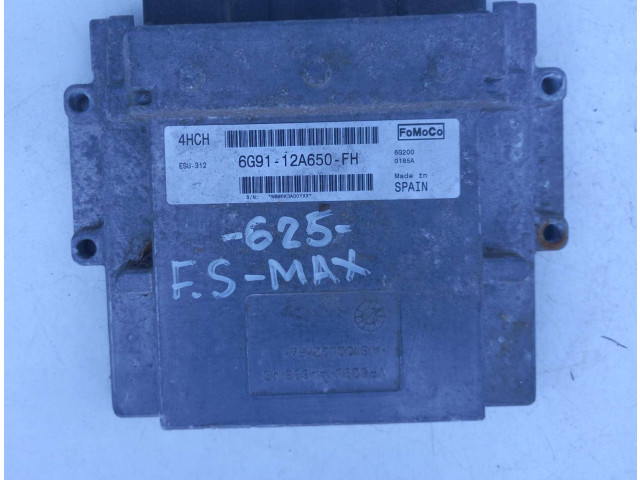 4HCH
FoMoCo
ESU-312
6G91-12A650-FH
6G200
0185A
Made in
SPAIN
S/N:
-625-
F.S-MAX